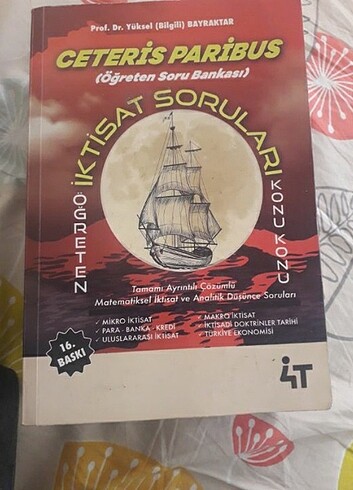 Prof. Dr. Yüksel (Bilgili) BAYRAKTAR
CETERİS PARIBUS
(Öğreten Soru Bankası)
İKTİSAT SORULARI
ÖĞRETEN
KONU KONU
Tamamı Ayrıntılı Çözümlü
Matematiksel İktisat ve Analitik Düşünce Soruları
✓ MİKRO İKTİSAT
✓ PARA - BANKA - KREDİ
✓ ULUSLARARASI İKTİSAT
✓ MAKRO İKTİSAT
✓ İKTİSADİ DOKTRİNLER TARİHİ
✓ TÜRKİYE EKONOMİSİ
16.
BASKI
4T